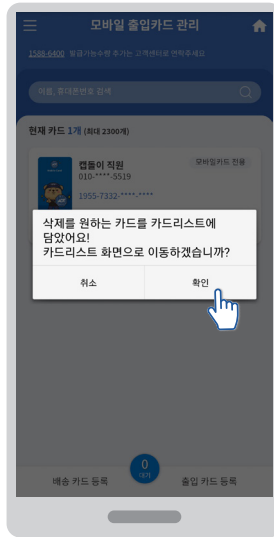 모바일 출입카드 관리
1588-6400 발급가능수량 추가는 고객센터로 연락주세요
이름, 휴대폰번호 검색
현재 카드 1개 (최대 2300개)
캡돌이 직원
모바일카드 전용
010-****-5519
1955-7332-****-****
삭제를 원하는 카드를 카드리스트에
담았어요!
카드리스트 화면으로 이동하겠습니까?
취소
확인
0
대기
배송 카드 등록
출입 카드 등록